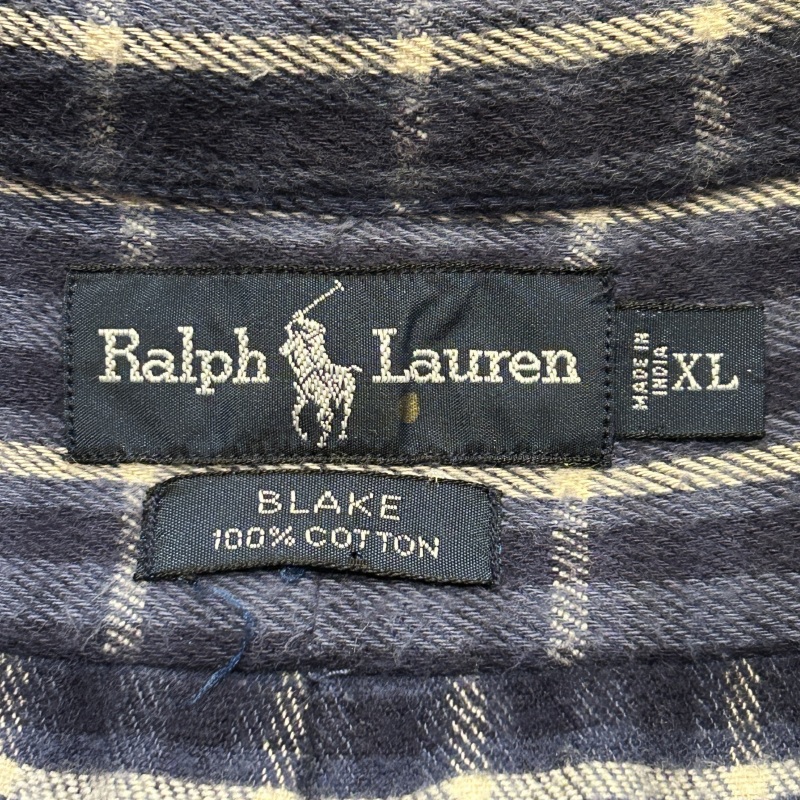 Ralph Lauren
MADE IN
INDIA
XL
BLAKE
100% COTTON